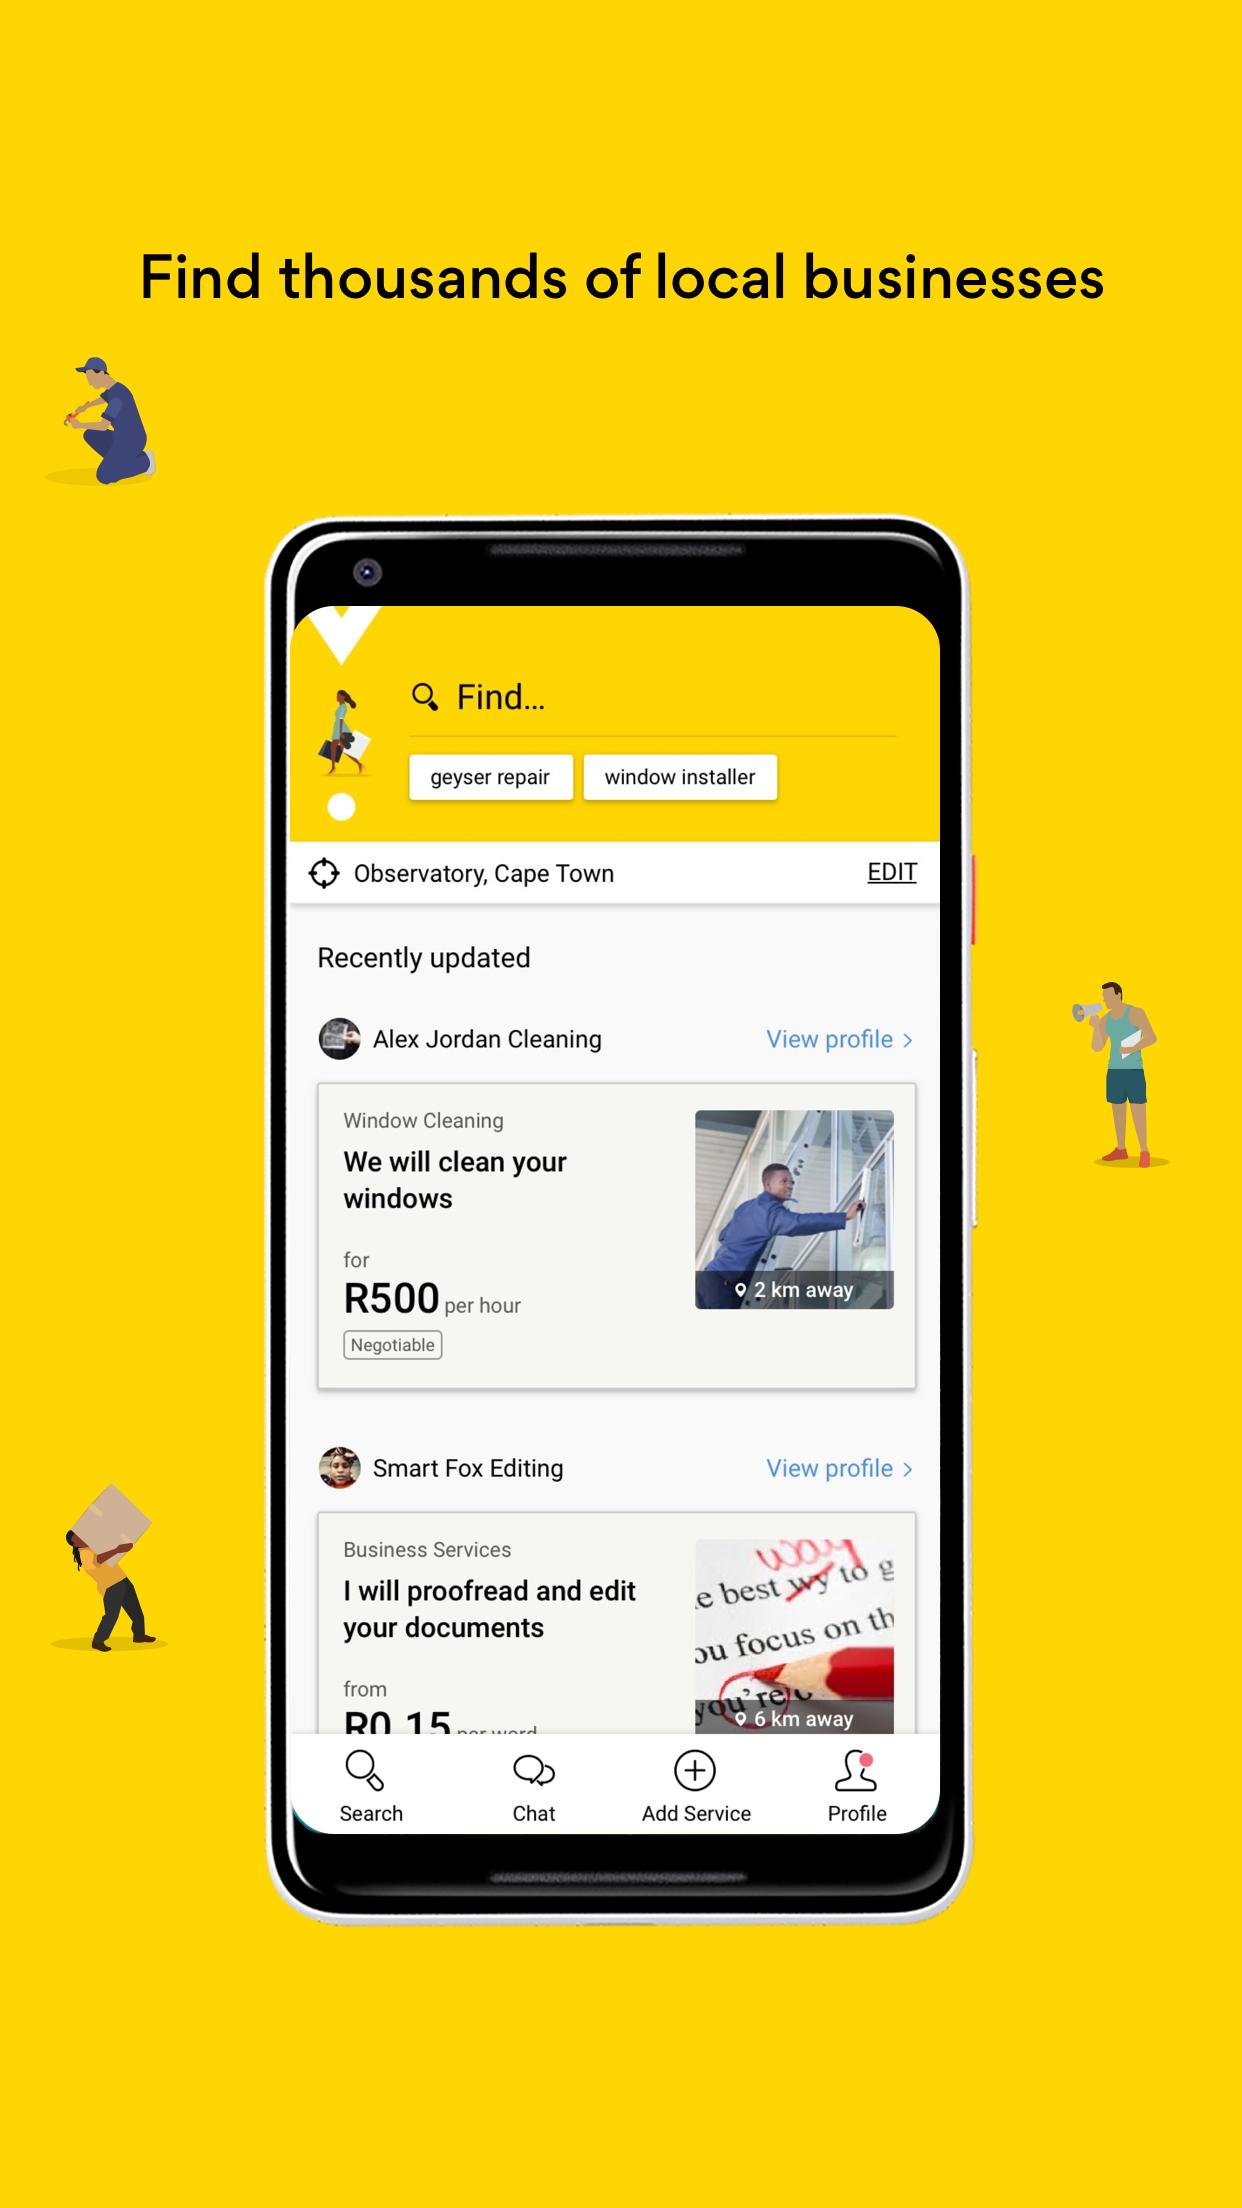 Find thousands of local businesses
Find...
geyser repair
window installer
Observatory, Cape Town
EDIT
Recently updated
Alex Jordan Cleaning
View profile
Window Cleaning
We will clean your
windows
for
R500 per hour
Negotiable
2 km away
Smart Fox Editing
View profile
Business Services
I will proofread and edit
your documents
from
R0.15 per word
way
e best wy to g
ou focus on th
you're
6 km away
Search
Chat
Add Service
Profile